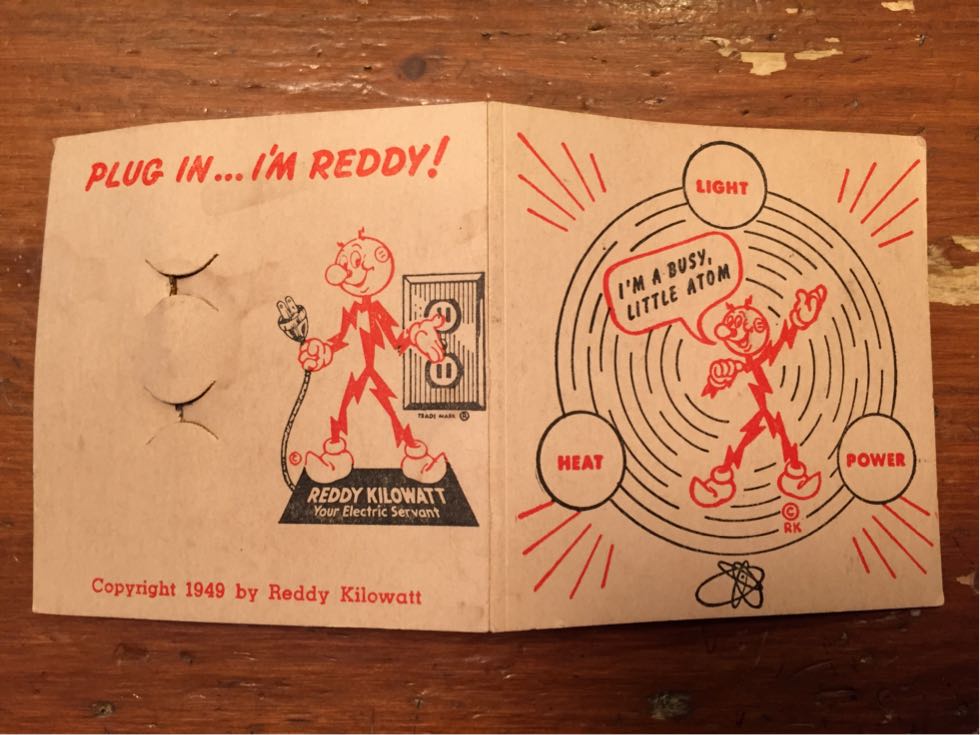 PLUG IN... I'M REDDY!
TRADE MARK ®
©
REDDY KILOWATT
Your Electric Servant
Copyright 1949 by Reddy Kilowatt
LIGHT
I'M A BUSY,
LITTLE ATOM
HEAT
POWER
©
RK